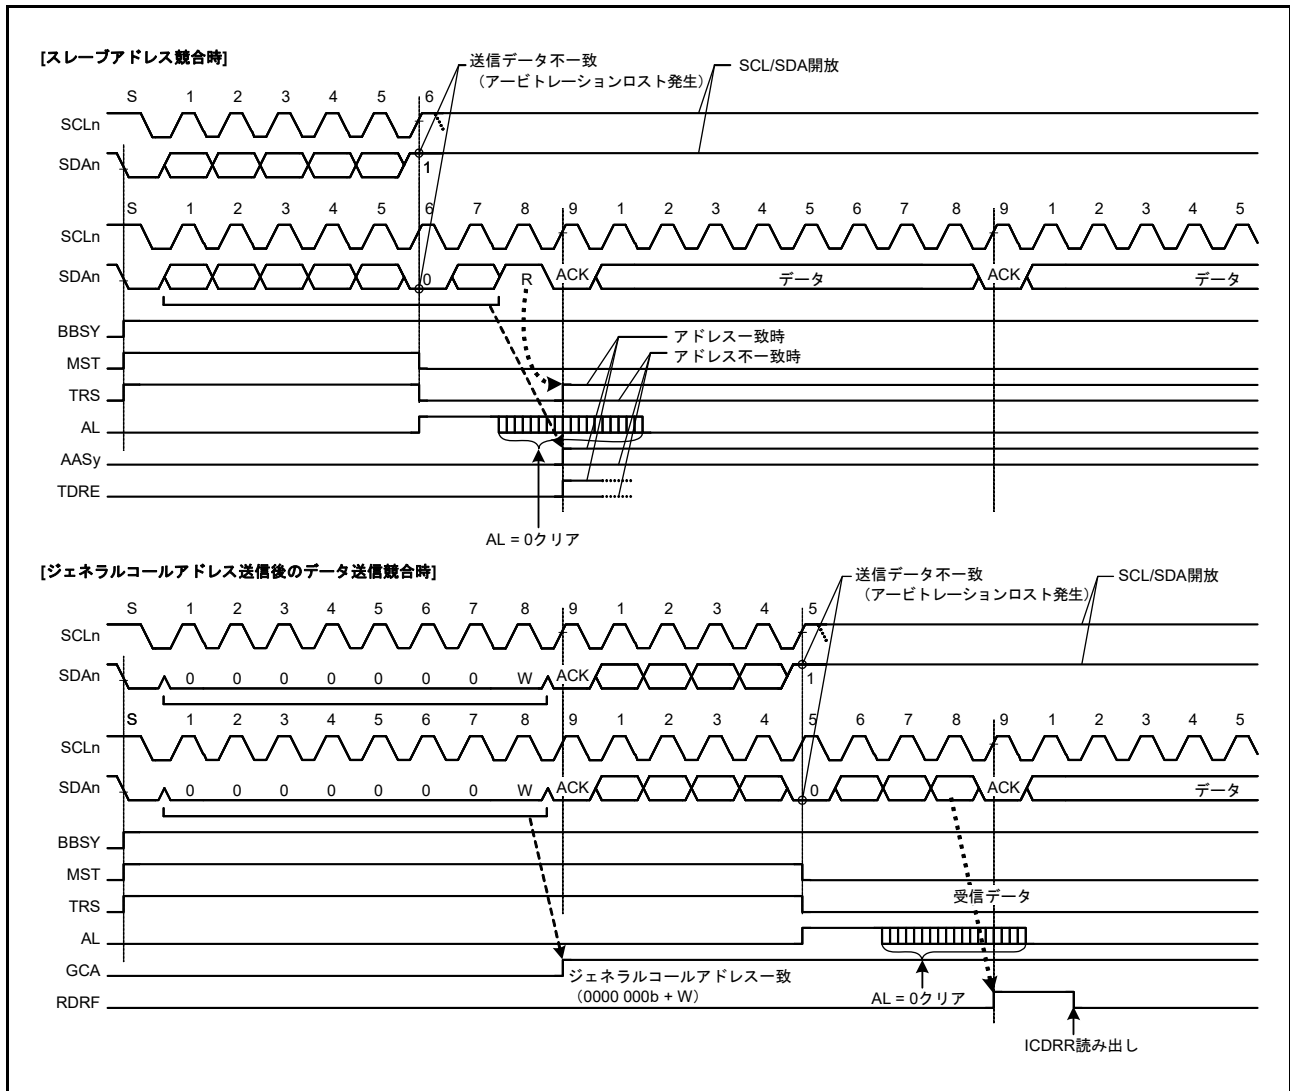 [スレーブアドレス競合時]
送信データ不一致
（アービトレーションロスト発生）
SCL/SDA開放
S 1 2 3 4 5 6
SCLn
SDAn
1
S 1 2 3 4 5 6 7 8 9 1 2 3 4 5 6 7 8 9 1 2 3 4 5
SCLn
SDAn 0 R ACK データ ACK データ
BBSY
アドレス一致時
MST
アドレス不一致時
TRS
AL
AASy
TDRE
AL = 0クリア
[ジェネラルコールアドレス送信後のデータ送信競合時]
送信データ不一致
（アービトレーションロスト発生）
SCL/SDA開放
S 1 2 3 4 5 6 7 8 9 1 2 3 4 5
SCLn
SDAn 0 0 0 0 0 0 0 W ACK 1
S 1 2 3 4 5 6 7 8 9 1 2 3 4 5 6 7 8 9 1 2 3 4 5
SCLn
SDAn 0 0 0 0 0 0 0 W ACK 0 ACK データ
BBSY
MST
受信データ
TRS
AL
GCA
ジェネラルコールアドレス一致
（0000 000b + W）
AL = 0クリア
RDRF
ICDRR読み出し